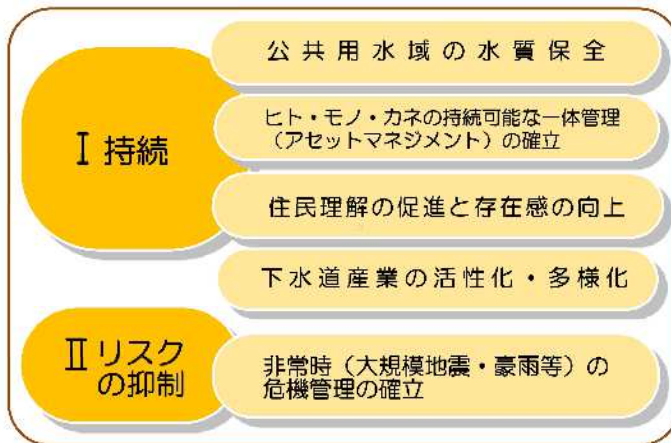 Ⅰ 持続
公共用水域の水質保全
ヒト・モノ・カネの持続可能な一体管理
（アセットマネジメント）の確立
住民理解の促進と存在感の向上
下水道産業の活性化・多様化
Ⅱ リスク
の抑制
非常時（大規模地震・豪雨等）の
危機管理の確立